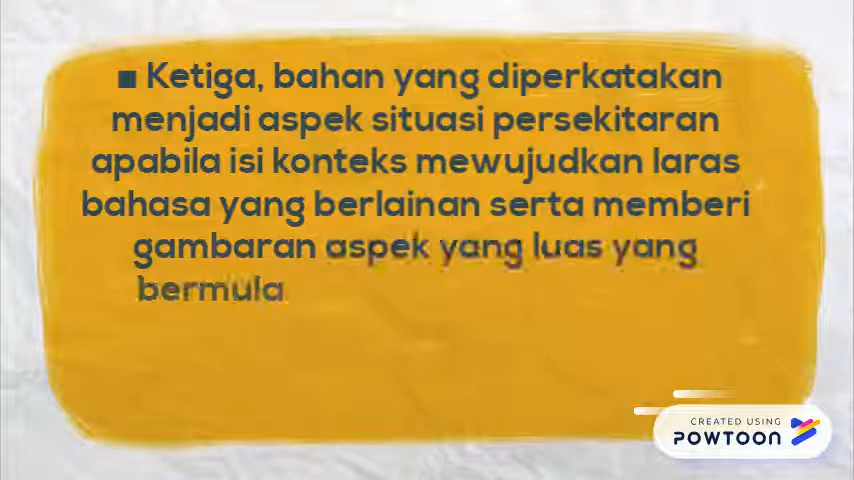 ■ Ketiga, bahan yang diperkatakan
menjadi aspek situasi persekitaran
apabila isi konteks mewujudkan laras
bahasa yang berlainan serta memberi
gambaran aspek yang luas yang
bermula
CREATED USING
POWTOON